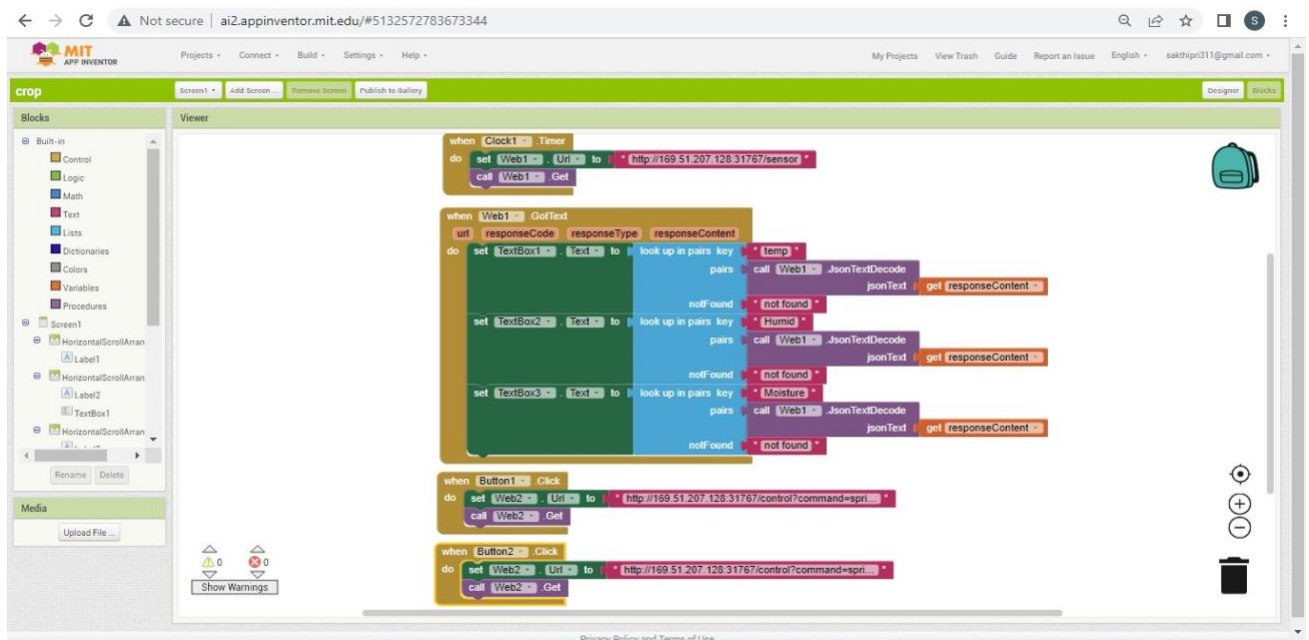 Not secure | ai2.appinventor.mit.edu/#5132572783673344
S
MIT
APP INVENTOR
Projects Connect Build Settings Help
My Projects View Trash Guide Report an Issue English sakthipri311@gmail.com
crop
Screen1 Add Screen ... Remove Screen Publish to Gallery
Designer Blocks
Blocks
Viewer
Built-in
Control
Logic
Math
Text
Lists
Dictionaries
Colors
Variables
Procedures
Screen1
HorizontalScrollArran
Label1
HorizontalScrollArran
Label2
TextBox1
HorizontalScrollArran
Rename Delete
Media
Upload File ...
when Clock1 .Timer
do set Web1 . Url to " http://169.51.207.128:31767/sensor "
call Web1 .Get
when Web1 .GotText
url responseCode responseType responseContent
do set TextBox1 . Text to look up in pairs key " temp "
pairs call Web1 .JsonTextDecode
jsonText get responseContent
notFound " not found "
set TextBox2 . Text to look up in pairs key " Humid "
pairs call Web1 .JsonTextDecode
jsonText get responseContent
notFound " not found "
set TextBox3 . Text to look up in pairs key " Moisture "
pairs call Web1 .JsonTextDecode
jsonText get responseContent
notFound " not found "
when Button1 .Click
do set Web2 . Url to " http://169.51.207.128:31767/control?command=spri... "
call Web2 .Get
when Button2 .Click
do set Web2 . Url to " http://169.51.207.128:31767/control?command=spri... "
call Web2 .Get
0 0
Show Warnings
Privacy Policy and Terms of Use